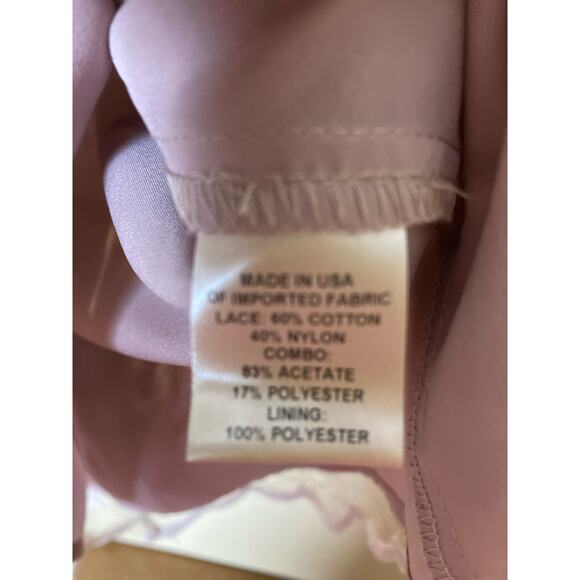 MADE IN USA
OF IMPORTED FABRIC
LACE: 60% COTTON
40% NYLON
COMBO:
83% ACETATE
17% POLYESTER
LINING:
100% POLYESTER